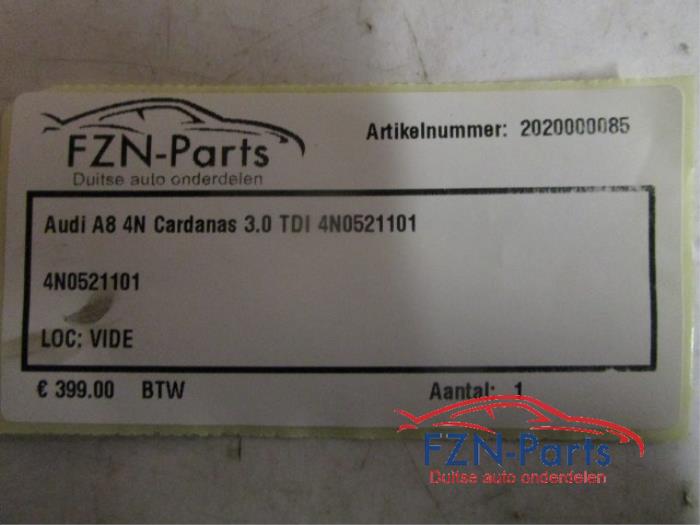 FZN-Parts
Duitse auto onderdelen
Artikelnummer: 2020000085
Audi A8 4N Cardanas 3.0 TDI 4N0521101
4N0521101
LOC: VIDE
€ 399.00 BTW
Aantal: 1
FZN-Parts
Duitse auto onderdelen